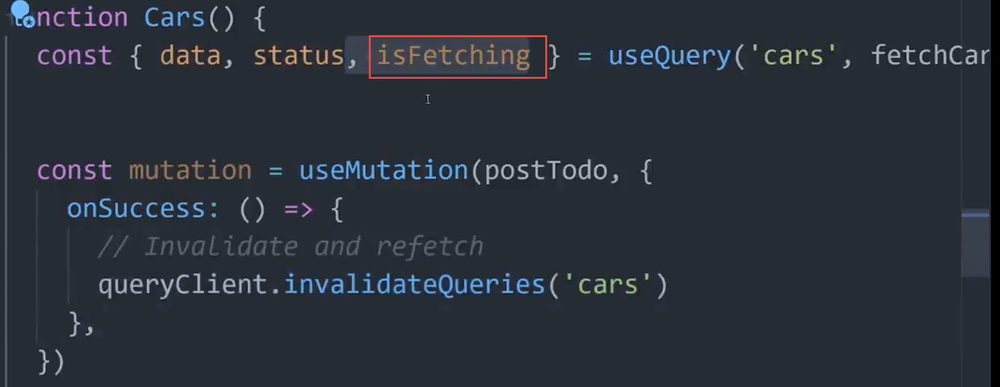 nction Cars() {
const { data, status, isFetching } = useQuery('cars', fetchCar
const mutation = useMutation(postTodo, {
onSuccess: () => {
// Invalidate and refetch
queryClient.invalidateQueries('cars')
},
})